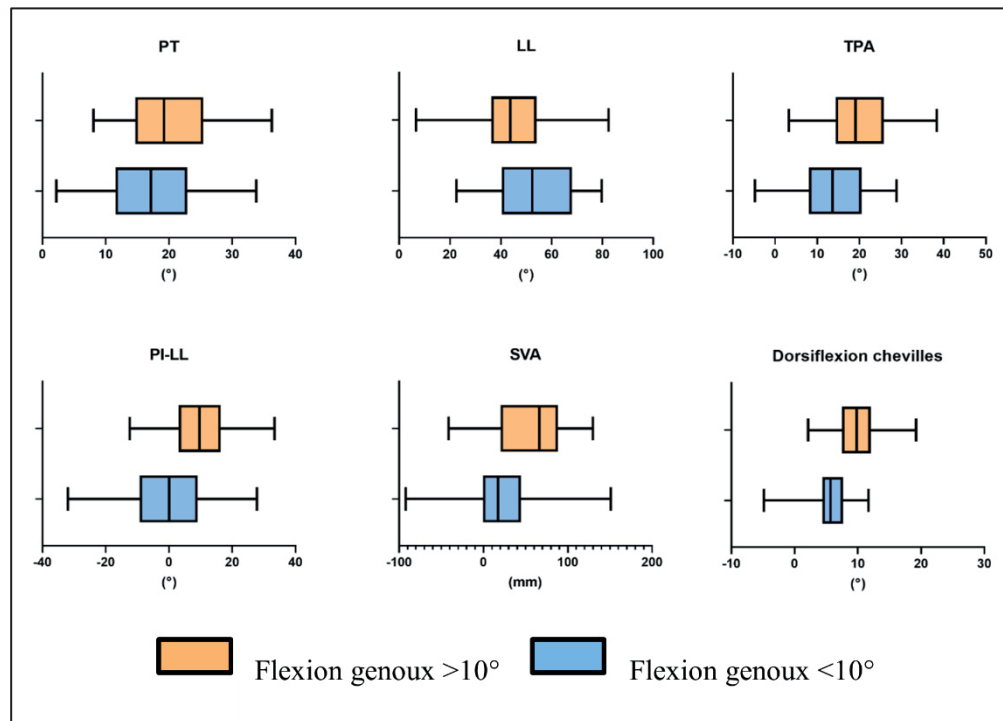 PT
LL
TPA
0 10 20 30 40
(°)
0 20 40 60 80 100
(°)
-10 0 10 20 30 40 50
(°)
PI-LL
SVA
Dorsiflexion chevilles
-40 -20 0 20 40
(°)
-100 0 100 200
(mm)
-10 0 10 20 30
(°)
Flexion genoux >10°
Flexion genoux <10°